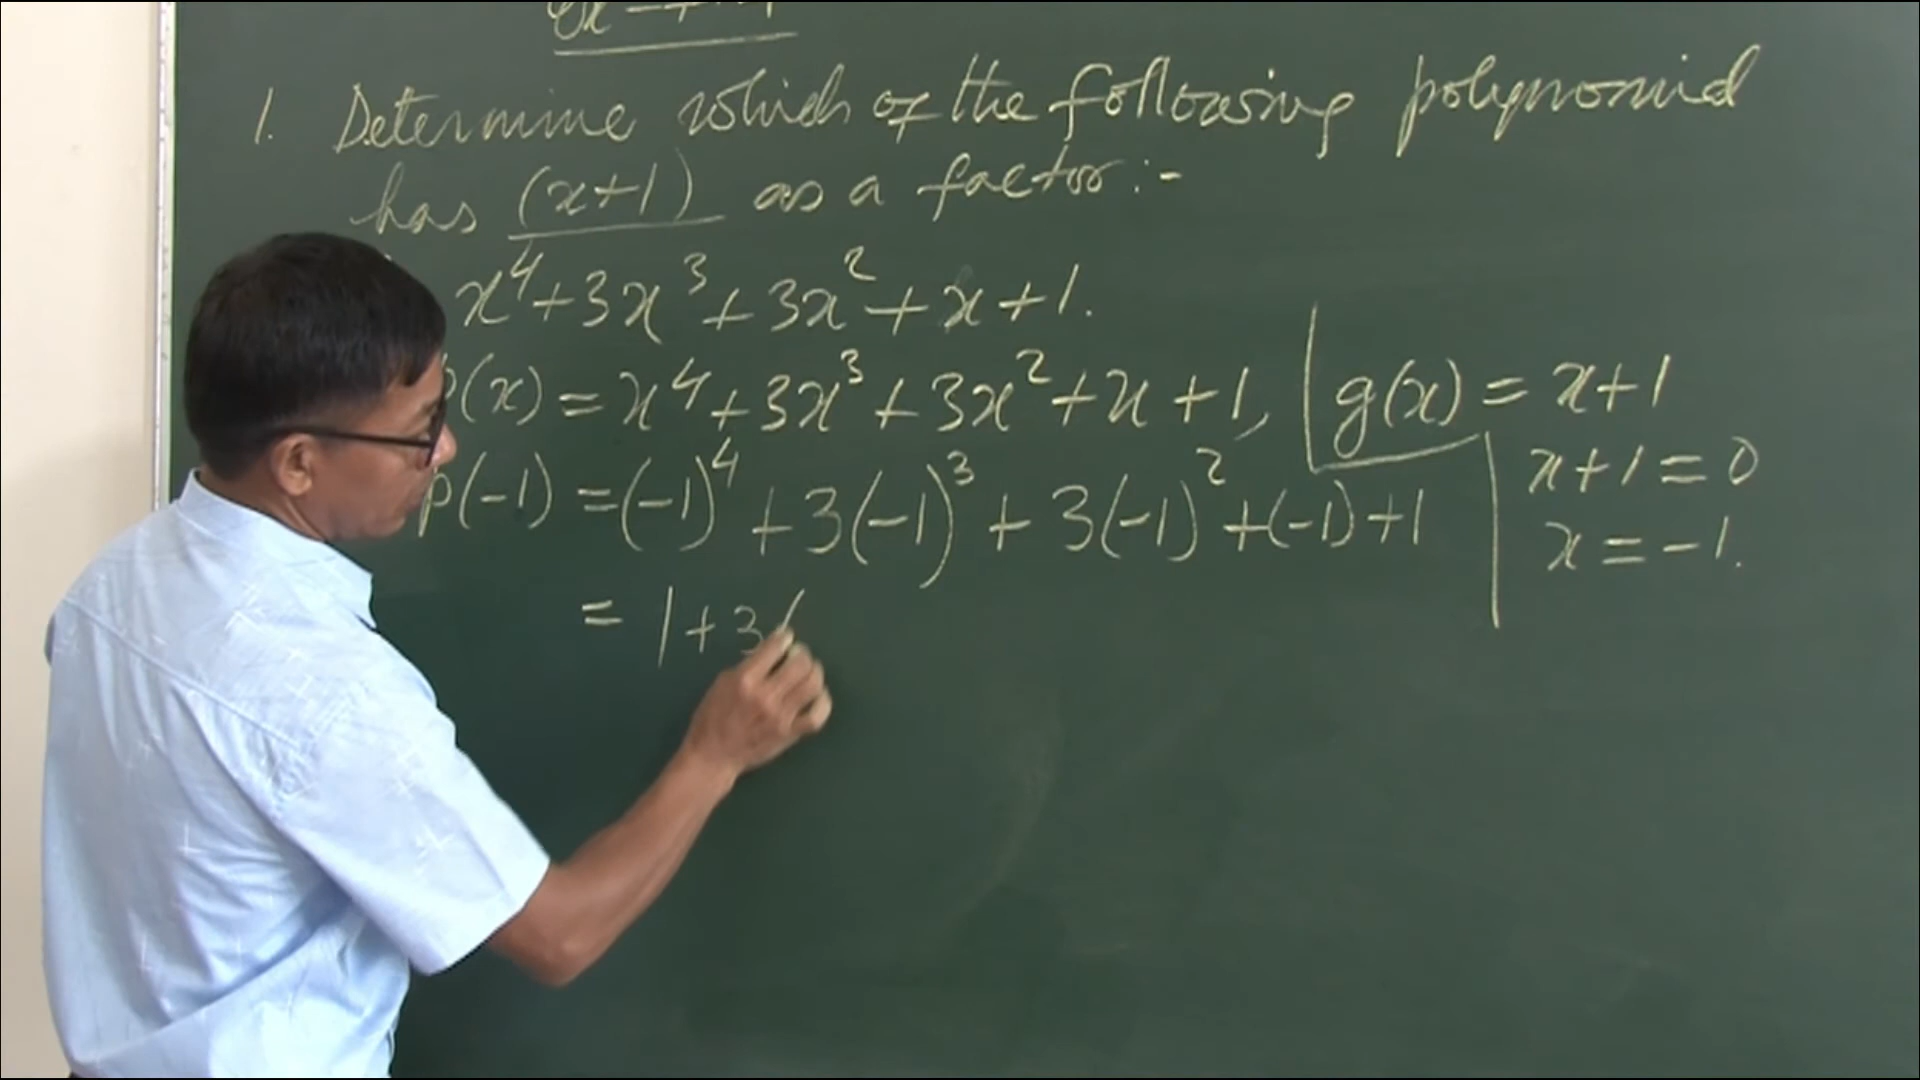 1. Determine which of the following polynomial
has (x+1) as a factor:-
x⁴+3x³+3x²+x+1.
p(x) = x⁴+3x³+3x²+x+1, g(x) = x+1
p(-1) = (-1)⁴+3(-1)³+3(-1)²+(-1)+1
x+1=0
x=-1.
= 1+3(